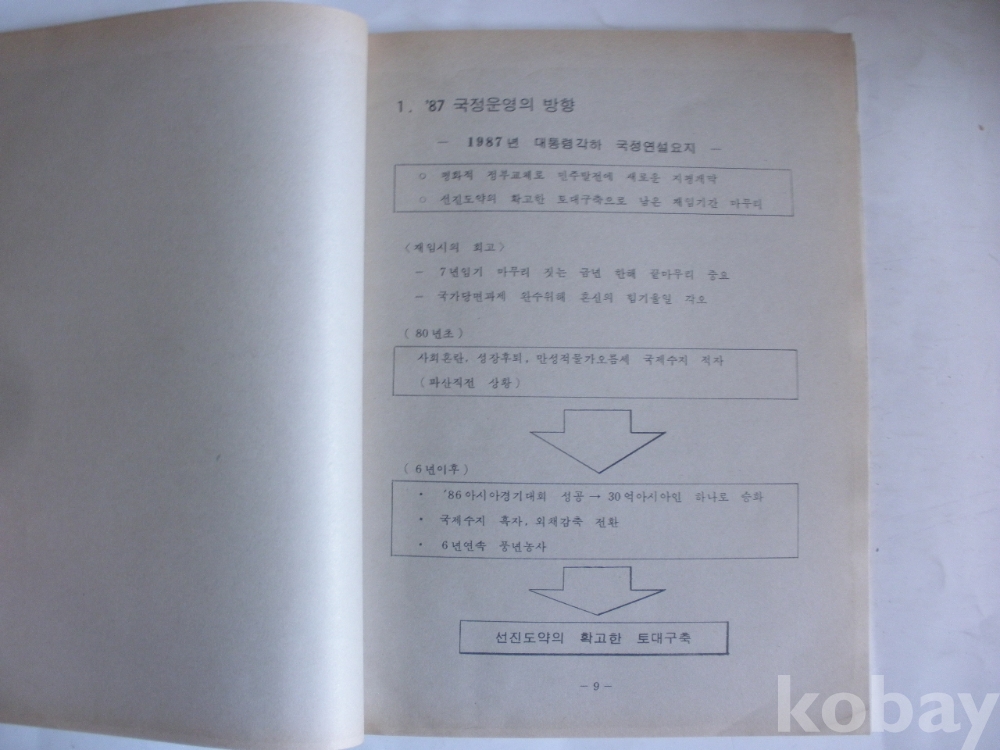 1. '87 국정운영의 방향
— 1987년 대통령각하 국정연설요지 —
○ 평화적 정부교체로 민주발전에 새로운 지평개막
○ 선진도약의 확고한 토대구축으로 남은 재임기간 마무리
〈재임시의 회고〉
— 7년임기 마무리 짓는 금년 한해 끝마무리 중요
— 국가당면과제 완수위해 혼신의 힘기울일 각오
(80년초)
사회혼란, 성장후퇴, 만성적물가오름세 국제수지 적자
(파산직전 상황)
(6년이후)
· '86아시아경기대회 성공 → 30억아시아인 하나로 승화
· 국제수지 흑자, 외채감축 전환
· 6년연속 풍년농사
선진도약의 확고한 토대구축
— 9 —
kobay